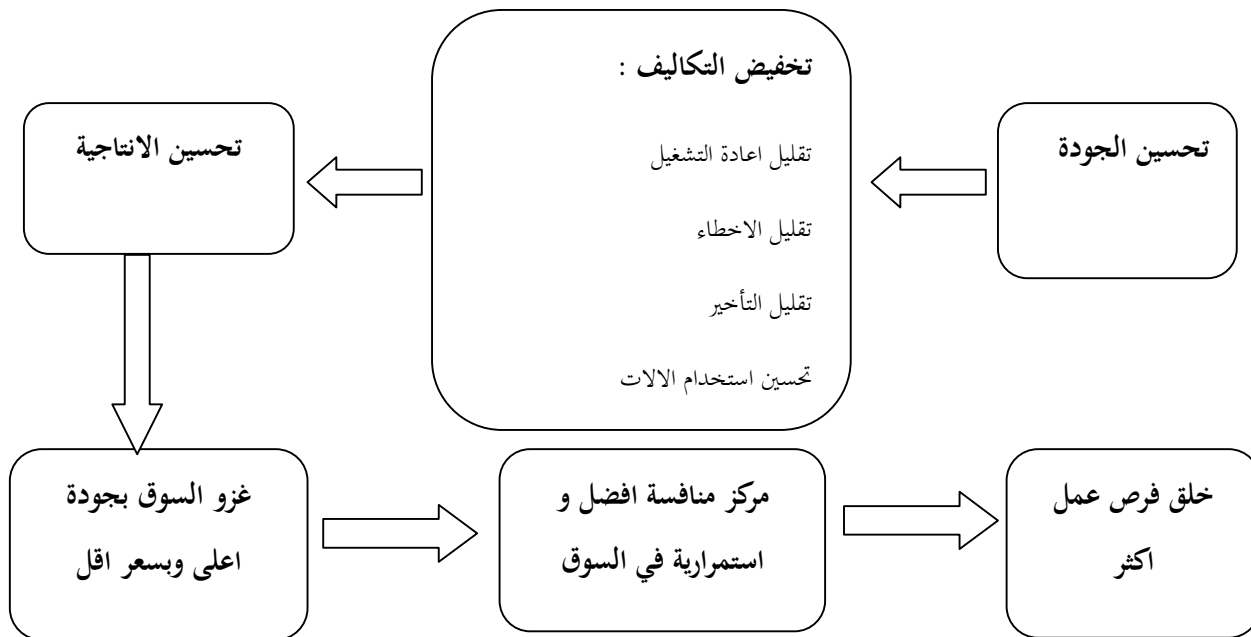 تحسين الجودة
تخفيض التكاليف :
تقليل اعادة التشغيل
تقليل الاخطاء
تقليل التأخير
تحسين استخدام الالات
تحسين الانتاجية
غزو السوق بجودة
اعلى وبسعر اقل
مركز منافسة افضل و
استمرارية في السوق
خلق فرص عمل
اكثر